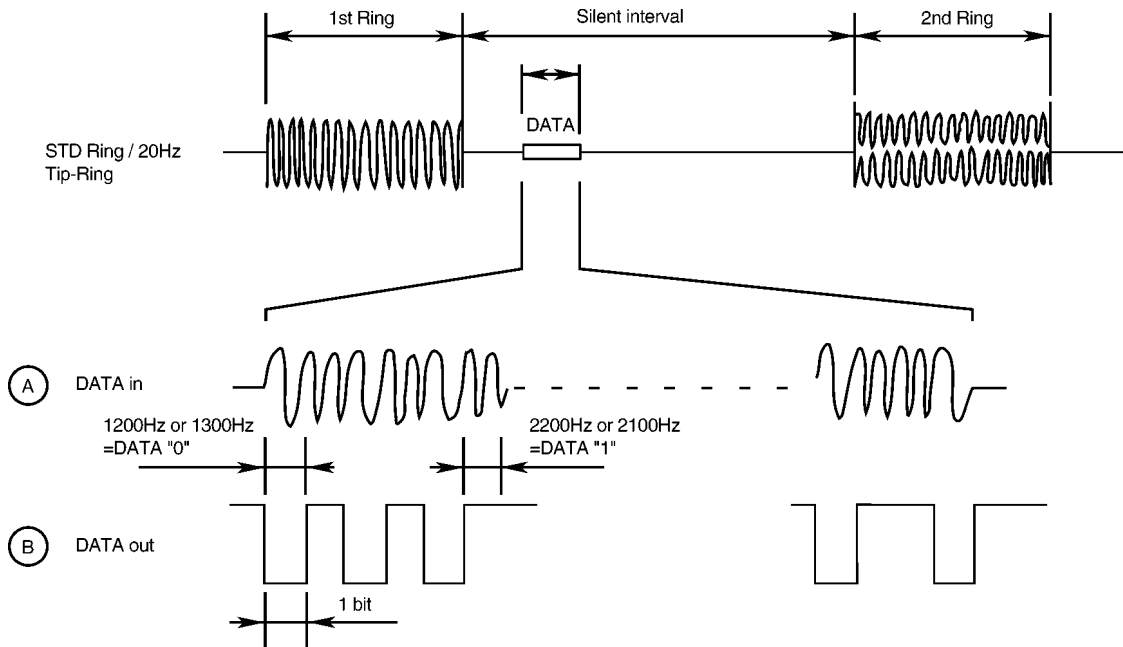 1st Ring
Silent interval
2nd Ring
DATA
STD Ring / 20Hz
Tip-Ring
A
DATA in
1200Hz or 1300Hz
=DATA "0"
2200Hz or 2100Hz
=DATA "1"
B
DATA out
1 bit